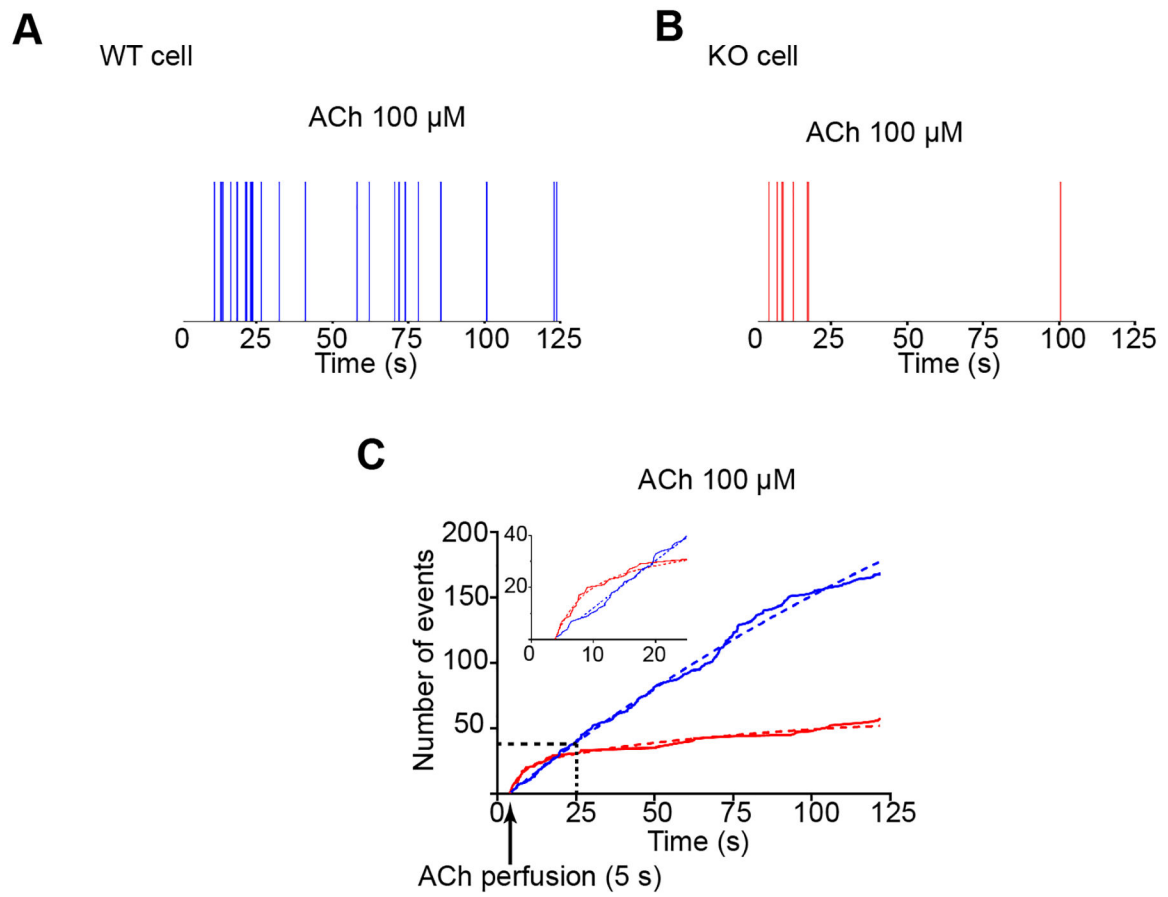 A
WT cell
ACh 100 µM
0 25 50 75 100 125
Time (s)
B
KO cell
ACh 100 µM
0 25 50 75 100 125
Time (s)
C
ACh 100 µM
Number of events
200
150
100
50
40
20
0 10 20
0 25 50 75 100 125
Time (s)
ACh perfusion (5 s)